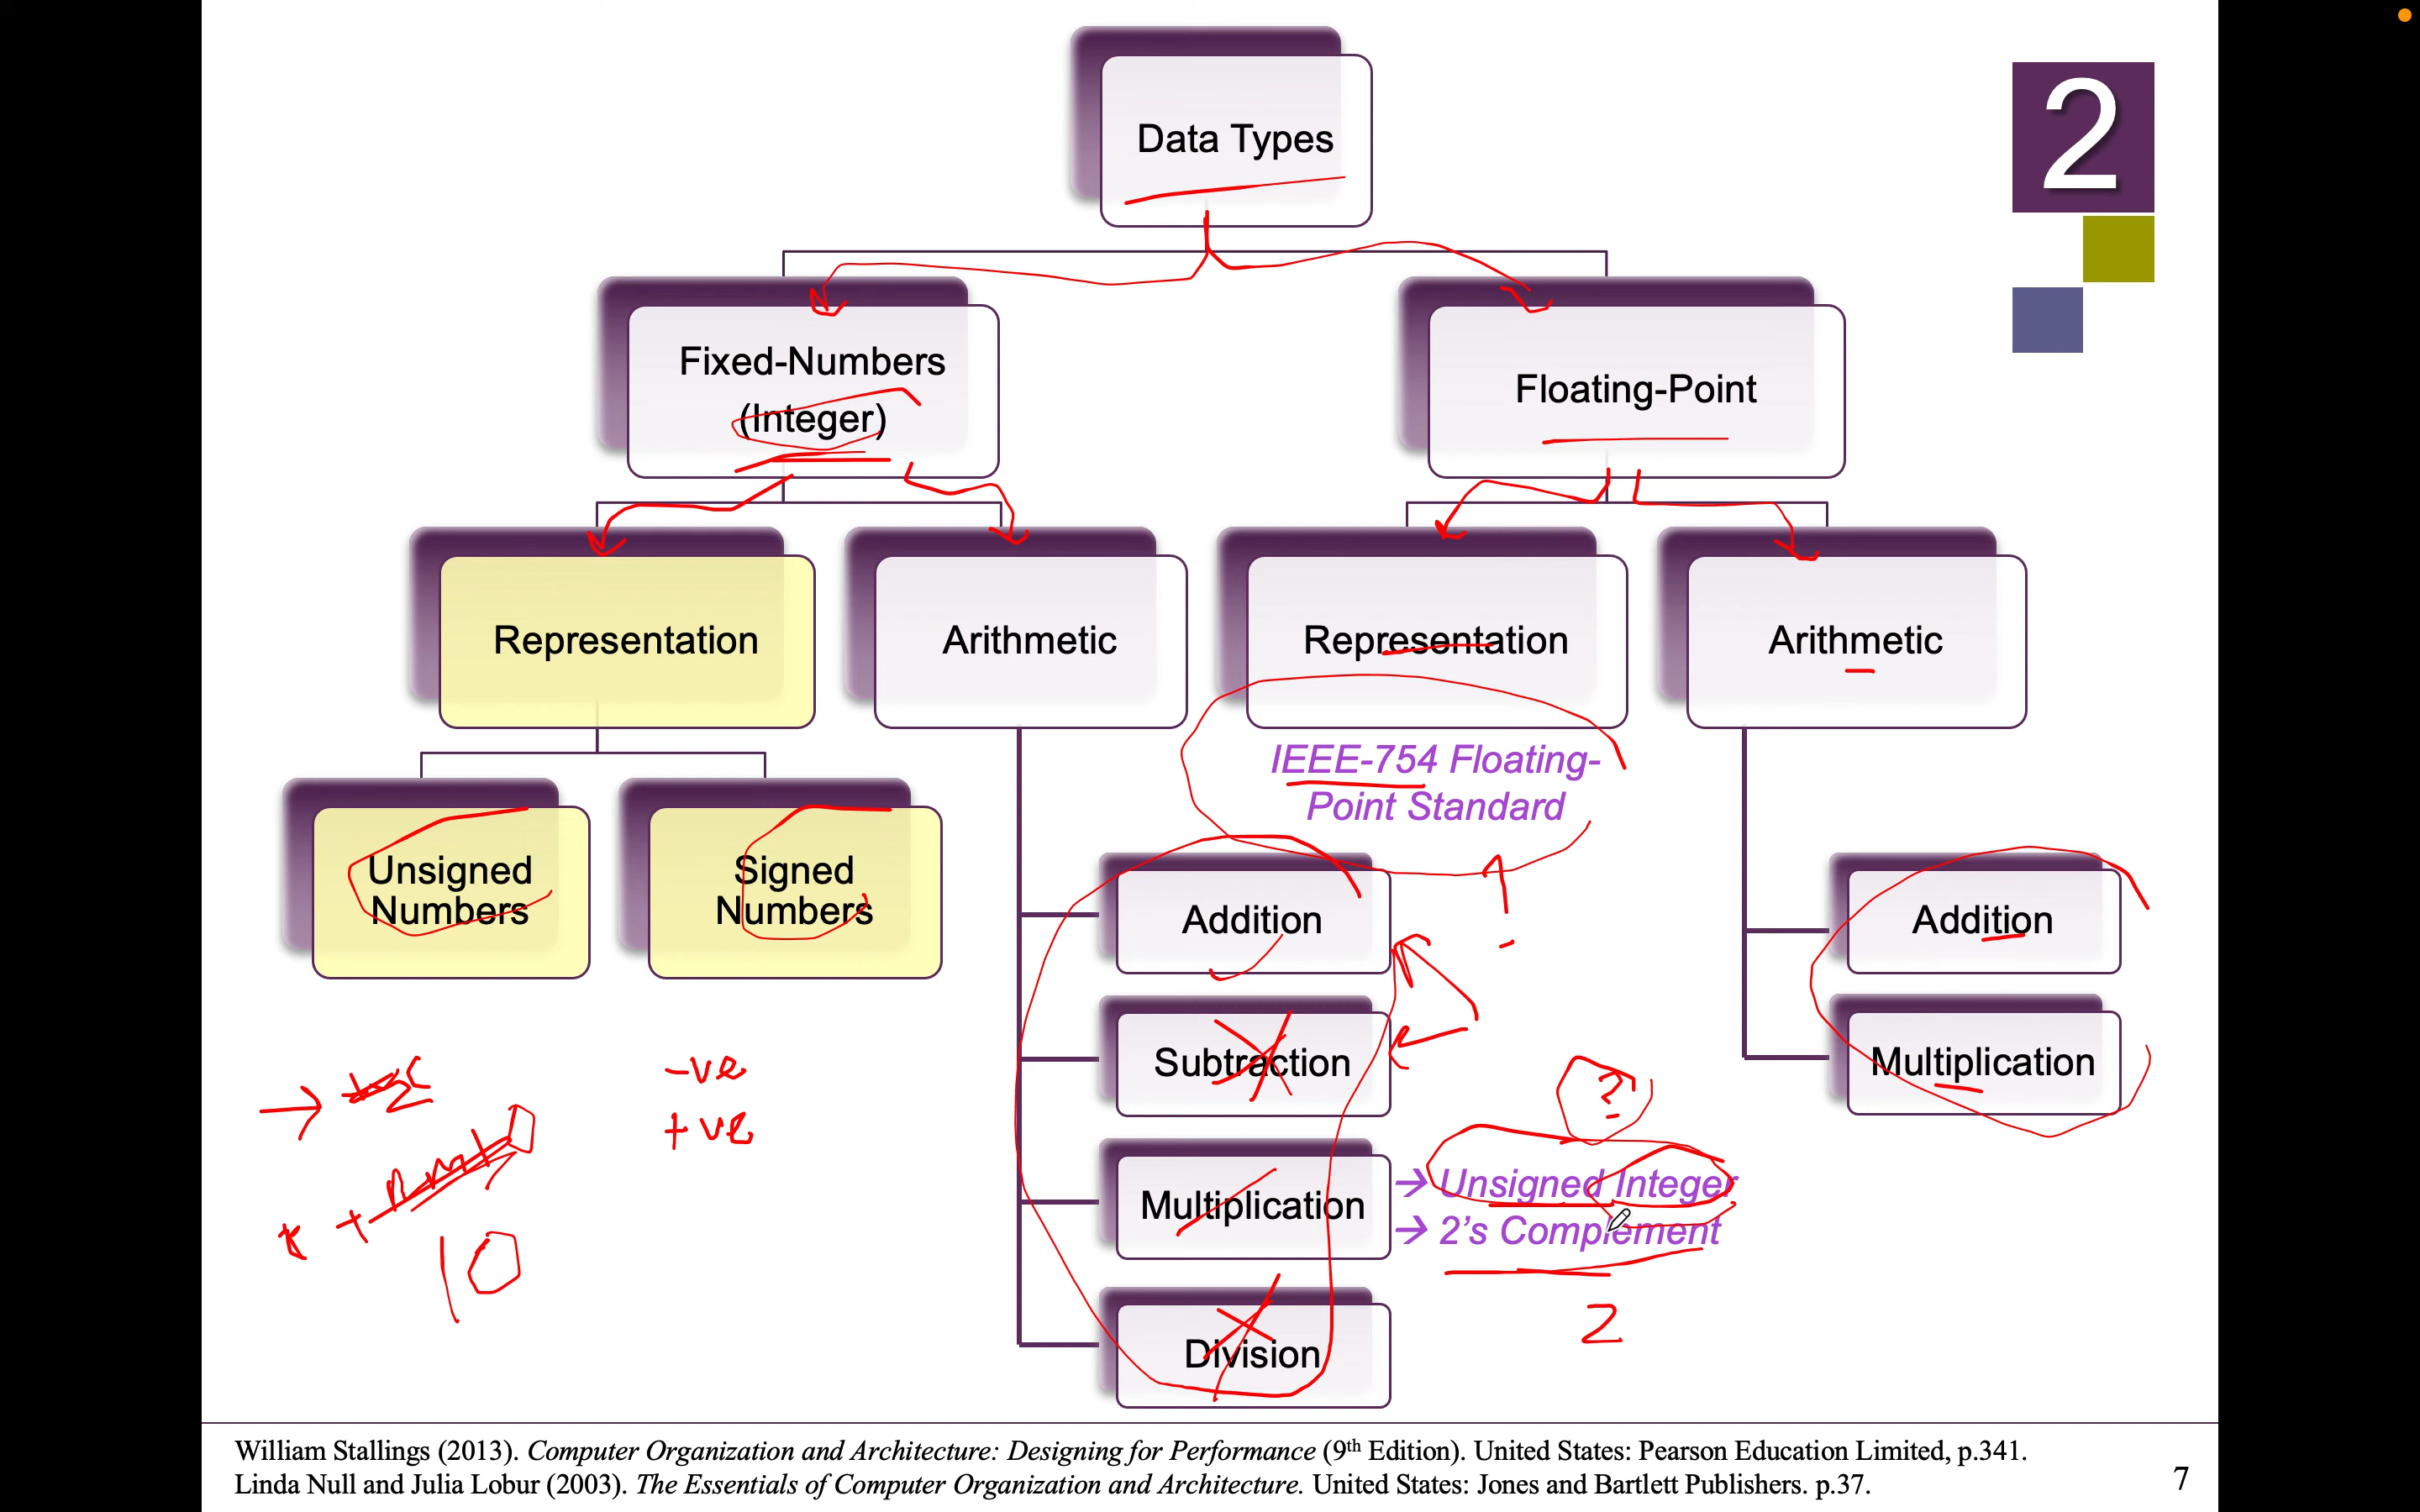 Data Types
2
Fixed-Numbers
(Integer)
Floating-Point
Representation
Arithmetic
Representation
Arithmetic
IEEE-754 Floating-
Point Standard
Unsigned
Numbers
Signed
Numbers
Addition
Subtraction
Multiplication
Division
Addition
Multiplication
-ve
+ve
10
?
→ Unsigned Integer
→ 2's Complement
2
William Stallings (2013). Computer Organization and Architecture: Designing for Performance (9th Edition). United States: Pearson Education Limited, p.341.
Linda Null and Julia Lobur (2003). The Essentials of Computer Organization and Architecture. United States: Jones and Bartlett Publishers. p.37.
7